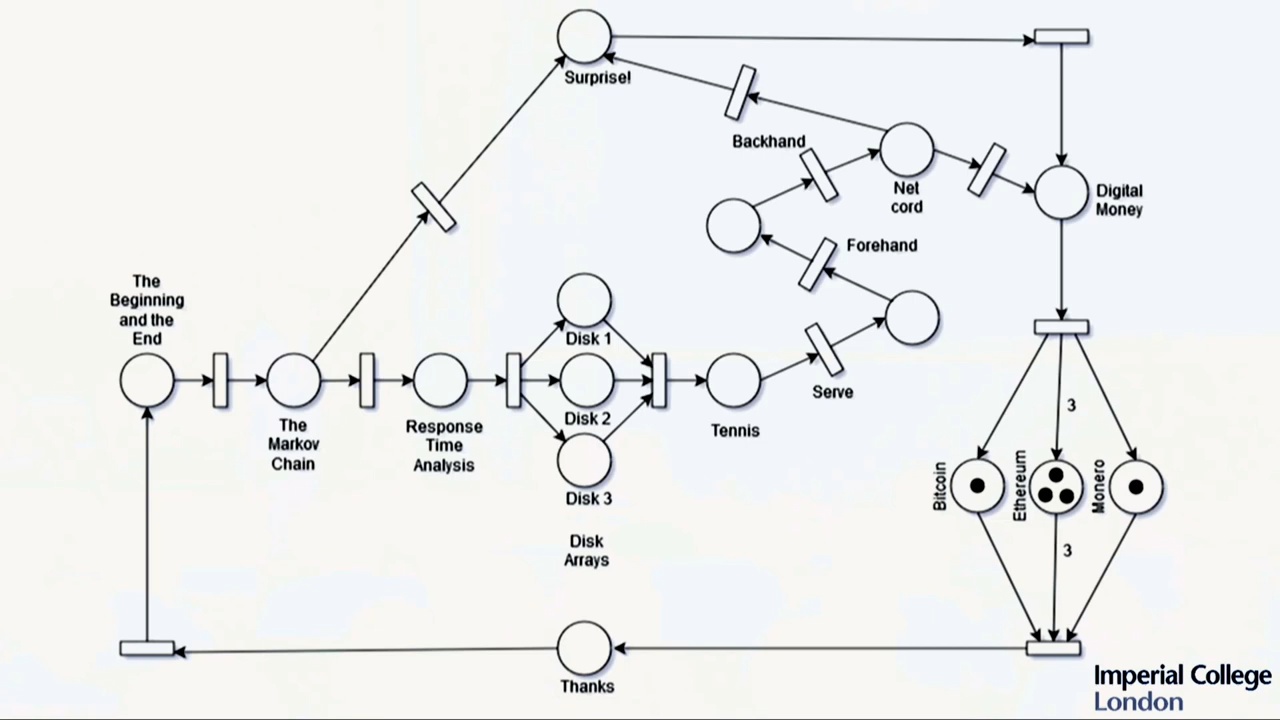 Surprise!
Backhand
Net
cord
Digital
Money
Forehand
The
Beginning
and the
End
Disk 1
Disk 2
Disk 3
Serve
The
Markov
Chain
Response
Time
Analysis
Tennis
3
Bitcoin
Ethereum
Monero
Disk
Arrays
3
Thanks
Imperial College
London